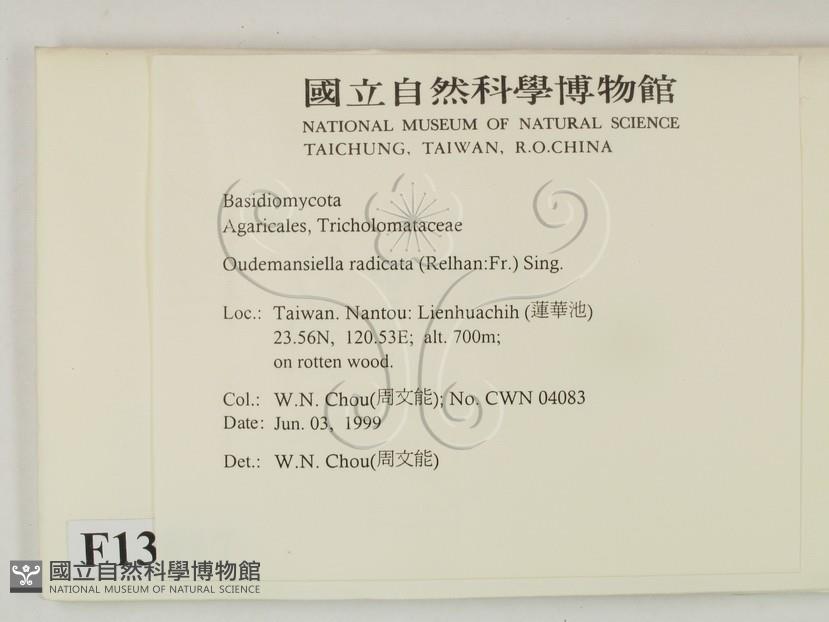 國立自然科學博物館
NATIONAL MUSEUM OF NATURAL SCIENCE
TAICHUNG, TAIWAN, R.O.CHINA
Basidiomycota
Agaricales, Tricholomataceae
Oudemansiella radicata (Relhan:Fr.) Sing.
Loc.: Taiwan. Nantou: Lienhuachih (蓮華池)
23.56N, 120.53E; alt. 700m;
on rotten wood.
Col.: W.N. Chou(周文能); No. CWN 04083
Date: Jun. 03, 1999
Det.: W.N. Chou(周文能)
F13
國立自然科學博物館
NATIONAL MUSEUM OF NATURAL SCIENCE